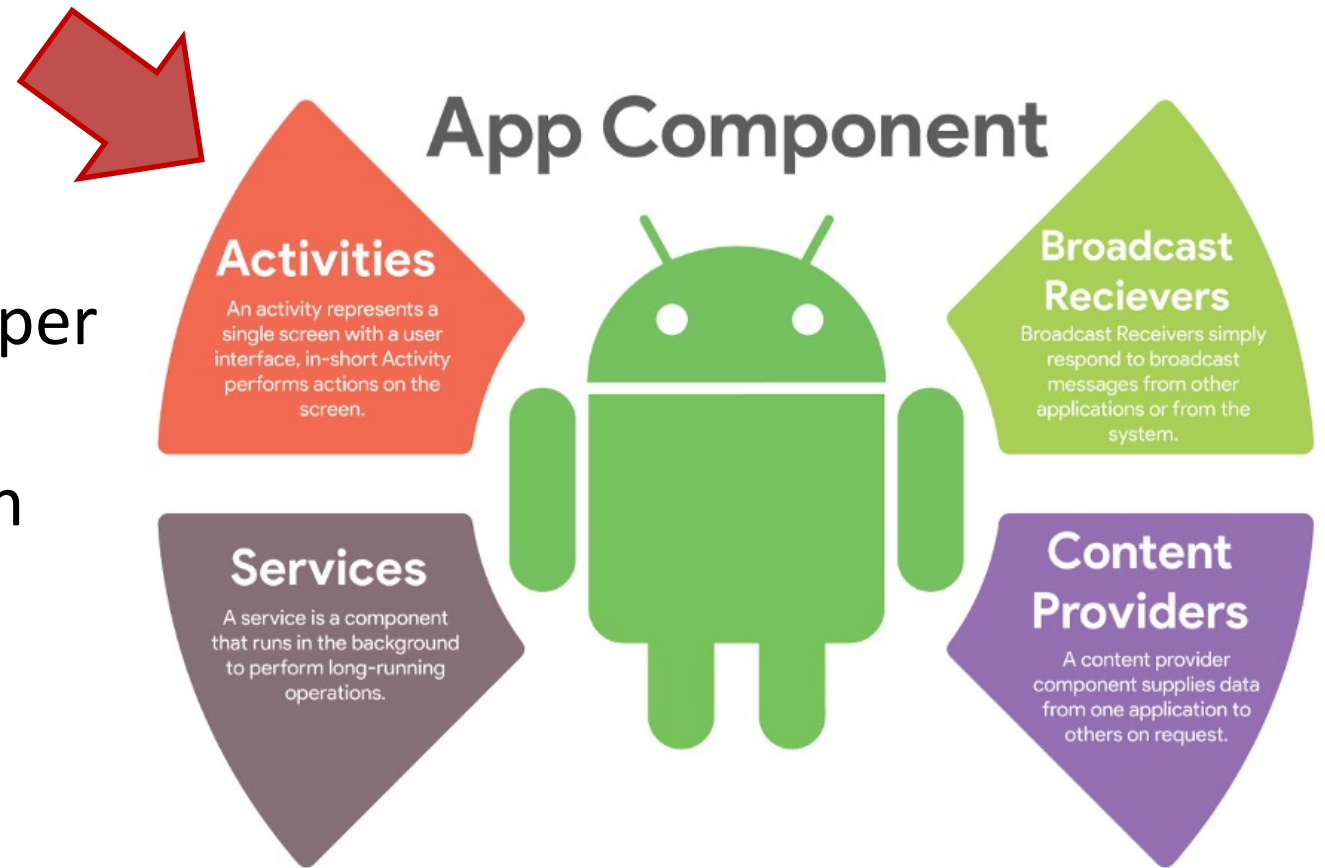 App Component
per
n
Activities
An activity represents a
single screen with a user
interface, in-short Activity
performs actions on the
screen.
Broadcast
Recievers
Broadcast Receivers simply
respond to broadcast
messages from other
applications or from the
system.
Services
A service is a component
that runs in the background
to perform long-running
operations.
Content
Providers
A content provider
component supplies data
from one application to
others on request.